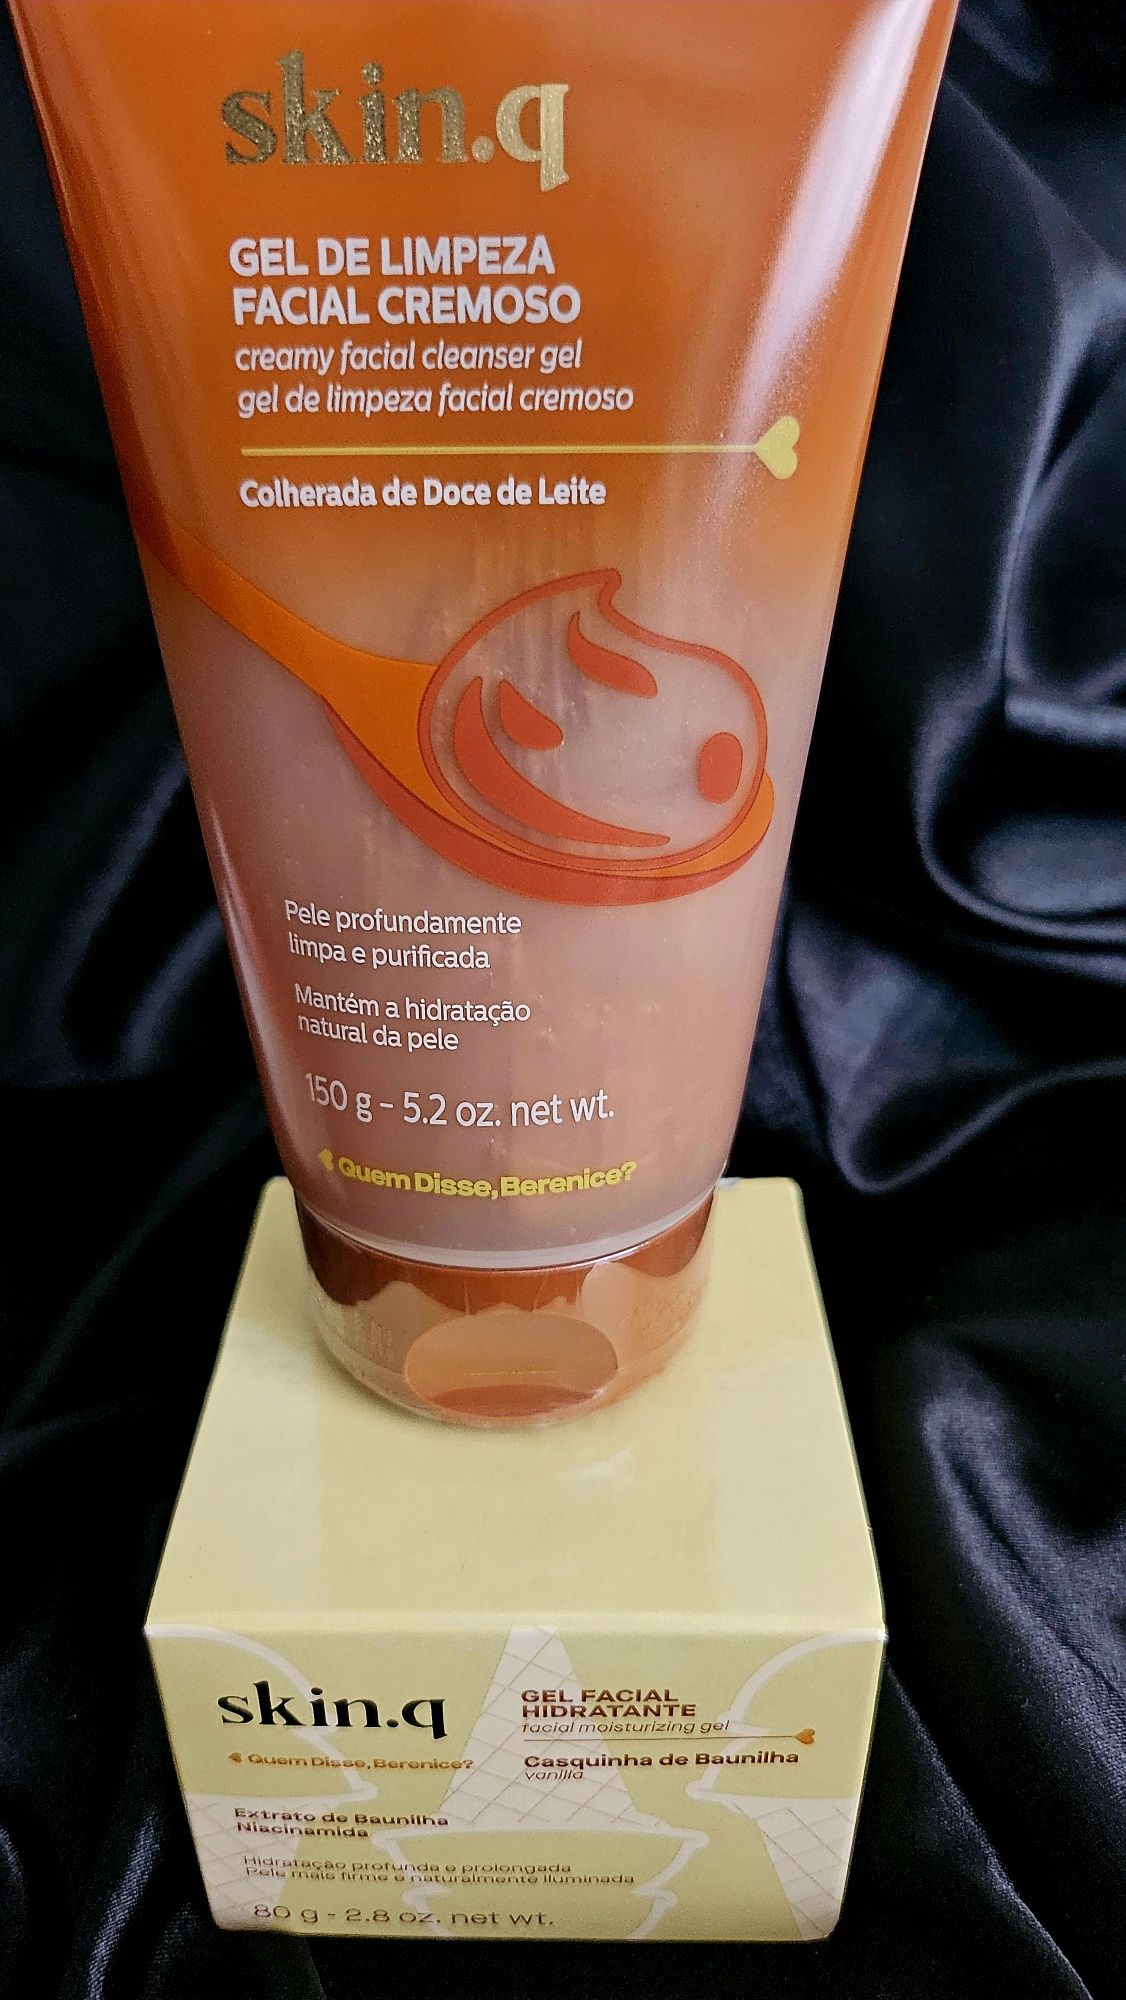 skin.q
GEL DE LIMPEZA
FACIAL CREMOSO
creamy facial cleanser gel
gel de limpeza facial cremoso
Colherada de Doce de Leite
Pele profundamente
limpa e purificada
Mantém a hidratação
natural da pele
150 g - 5.2 oz. net wt.
Quem Disse, Berenice?
skin.q
Quem Disse, Berenice?
GEL FACIAL
HIDRATANTE
facial moisturizing gel
Casquinha de Baunilha
vanilla
Extrato de Baunilha
Niacinamida
Hidratação profunda e prolongada
Pele mais firme e naturalmente iluminada
80 g - 2.8 oz. net wt.